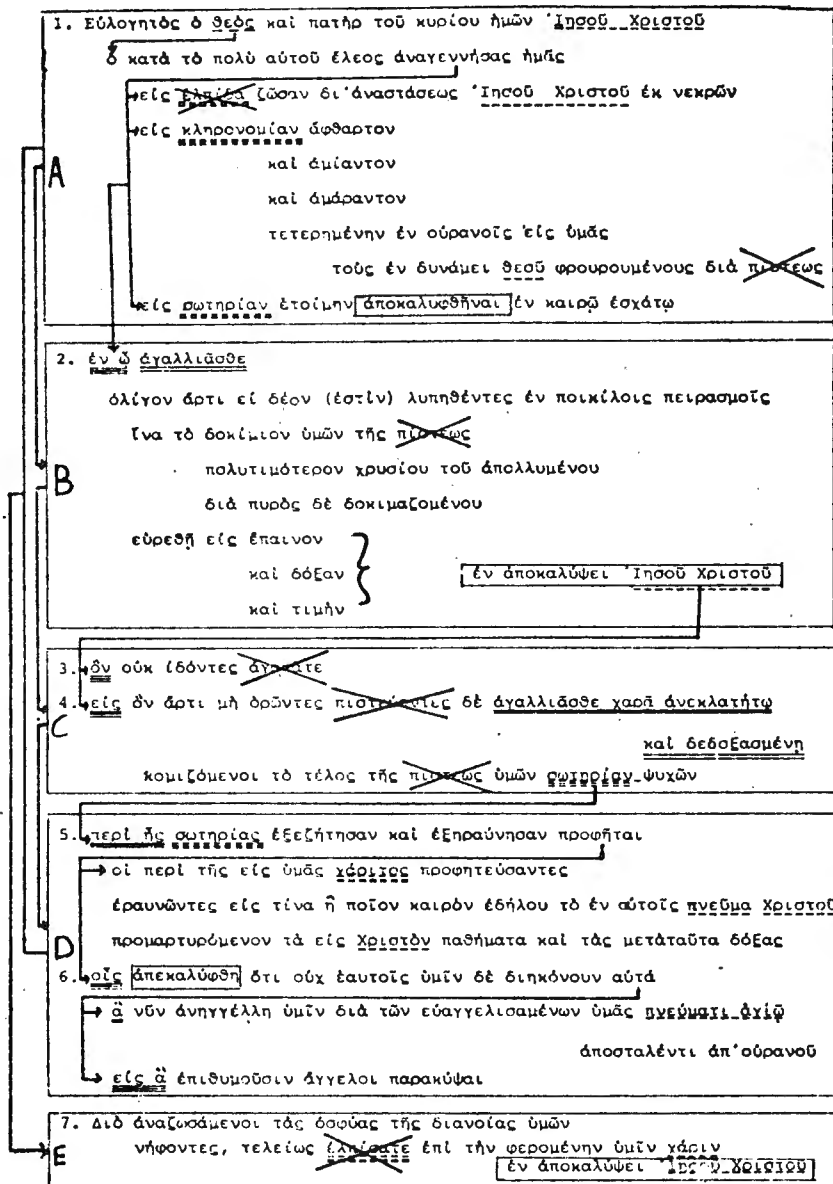 1. Εὐλογητὸς ὁ θεὸς καὶ πατὴρ τοῦ κυρίου ἡμῶν Ἰησοῦ Χριστοῦ
ὁ κατὰ τὸ πολὺ αὐτοῦ ἔλεος ἀναγεννήσας ἡμᾶς
εἰς ἐλπίδα ζῶσαν δι'ἀναστάσεως Ἰησοῦ Χριστοῦ ἐκ νεκρῶν
εἰς κληρονομίαν ἄφθαρτον
A
καὶ ἀμίαντον
καὶ ἀμάραντον
τετερημένην ἐν οὐρανοῖς εἰς ὑμᾶς
τοὺς ἐν δυνάμει θεοῦ φρουρουμένους διὰ πίστεως
εἰς σωτηρίαν ἑτοίμην ἀποκαλυφθῆναι ἐν καιρῷ ἐσχάτῳ
2. ἐν ᾧ ἀγαλλιᾶσθε
ὀλίγον ἄρτι εἰ δέον (ἐστὶν) λυπηθέντες ἐν ποικίλοις πειρασμοῖς
ἵνα τὸ δοκίμιον ὑμῶν τῆς πίστεως
πολυτιμότερον χρυσίου τοῦ ἀπολλυμένου
B
διὰ πυρὸς δὲ δοκιμαζομένου
εὑρεθῇ εἰς ἔπαινον
καὶ δόξαν
ἐν ἀποκαλύψει Ἰησοῦ Χριστοῦ
καὶ τιμὴν
3. ὃν οὐκ ἰδόντες ἀγαπᾶτε
4. εἰς ὃν ἄρτι μὴ ὁρῶντες πιστεύοντες δὲ ἀγαλλιᾶσθε χαρᾷ ἀνεκλατήτῳ
C
καὶ δεδοξασμένῃ
κομιζόμενοι τὸ τέλος τῆς πίστεως ὑμῶν σωτηρίαν ψυχῶν
5. περὶ ἧς σωτηρίας ἐξεζήτησαν καὶ ἐξηραύνησαν προφῆται
οἱ περὶ τῆς εἰς ὑμᾶς χάριτος προφητεύσαντες
ἐραυνῶντες εἰς τίνα ἢ ποῖον καιρὸν ἐδήλου τὸ ἐν αὐτοῖς πνεῦμα Χριστοῦ
προμαρτυρόμενον τὰ εἰς Χριστὸν παθήματα καὶ τὰς μετὰταῦτα δόξας
D
6. οἷς ἀπεκαλύφθη ὅτι οὐχ ἑαυτοῖς ὑμῖν δὲ διηκόνουν αὐτά
ἃ νῦν ἀνηγγέλλη ὑμῖν διὰ τῶν εὐαγγελισαμένων ὑμᾶς πνεύματι ἁγίῳ
ἀποσταλέντι ἀπ'οὐρανοῦ
εἰς ἃ ἐπιθυμοῦσιν ἄγγελοι παρακύψαι
7. Διὸ ἀναζωσάμενοι τὰς ὀσφύας τῆς διανοίας ὑμῶν
νήφοντες, τελείως ἐλπίσατε ἐπὶ τὴν φερομένην ὑμῖν χάριν
E
ἐν ἀποκαλύψει Ἰησοῦ Χριστοῦ